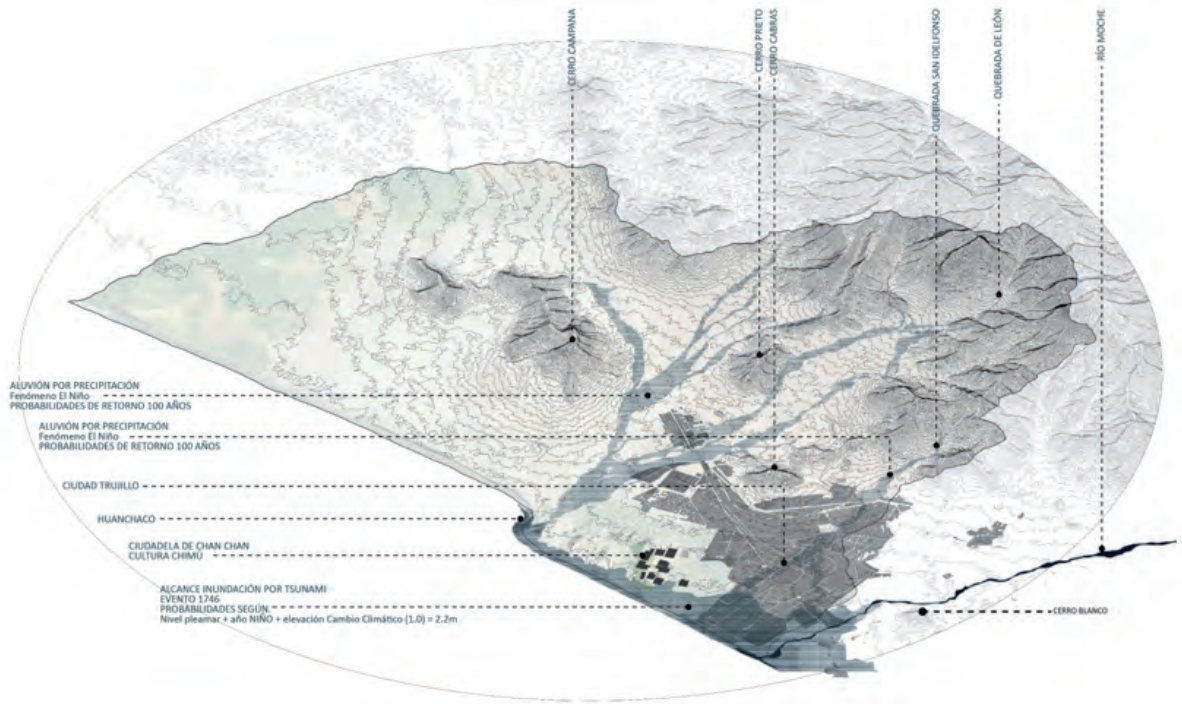 CERRO CAMPANA
CERRO PRIETO
CERRO CABRAS
QUEBRADA SAN IDELFONSO
QUEBRADA DE LEÓN
RÍO MOCHE
ALUVIÓN POR PRECIPITACIÓN
Fenómeno El Niño
PROBABILIDADES DE RETORNO 100 AÑOS
ALUVIÓN POR PRECIPITACIÓN
Fenómeno El Niño
PROBABILIDADES DE RETORNO 100 AÑOS
CIUDAD TRUJILLO
HUANCHACO
CIUDADELA DE CHAN CHAN
CULTURA CHIMÚ
ALCANCE INUNDACIÓN POR TSUNAMI
EVENTO 1746
PROBABILIDADES SEGÚN.
Nivel pleamar + año NIÑO + elevación Cambio Climático (1.0) = 2.2m
CERRO BLANCO